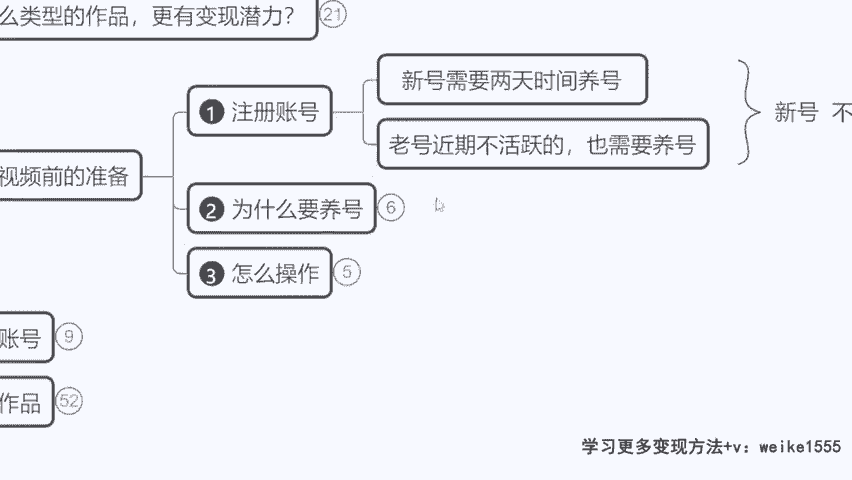 么类型的作品，更有变现潜力？ 21
新号需要两天时间养号
1 注册账号
新号 不
老号近期不活跃的，也需要养号
视频前的准备
2 为什么要养号 6
3 怎么操作 5
账号 9
作品 52
学习更多变现方法+v：weike1555